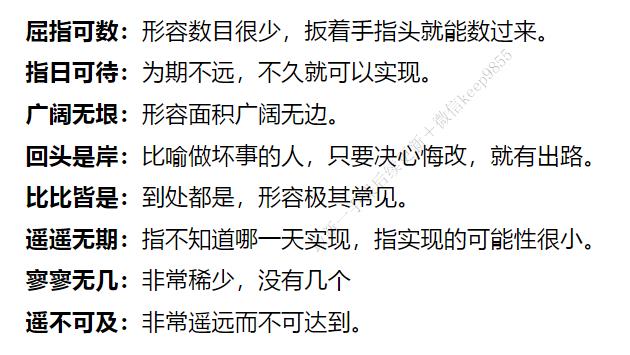 屈指可数：形容数目很少，扳着手指头就能数过来。
指日可待：为期不远，不久就可以实现。
广阔无垠：形容面积广阔无边。
回头是岸：比喻做坏事的人，只要决心悔改，就有出路。
比比皆是：到处都是，形容极其常见。
遥遥无期：指不知道哪一天实现，指实现的可能性很小。
寥寥无几：非常稀少，没有几个
遥不可及：非常遥远而不可达到。
新＋微信keep9855